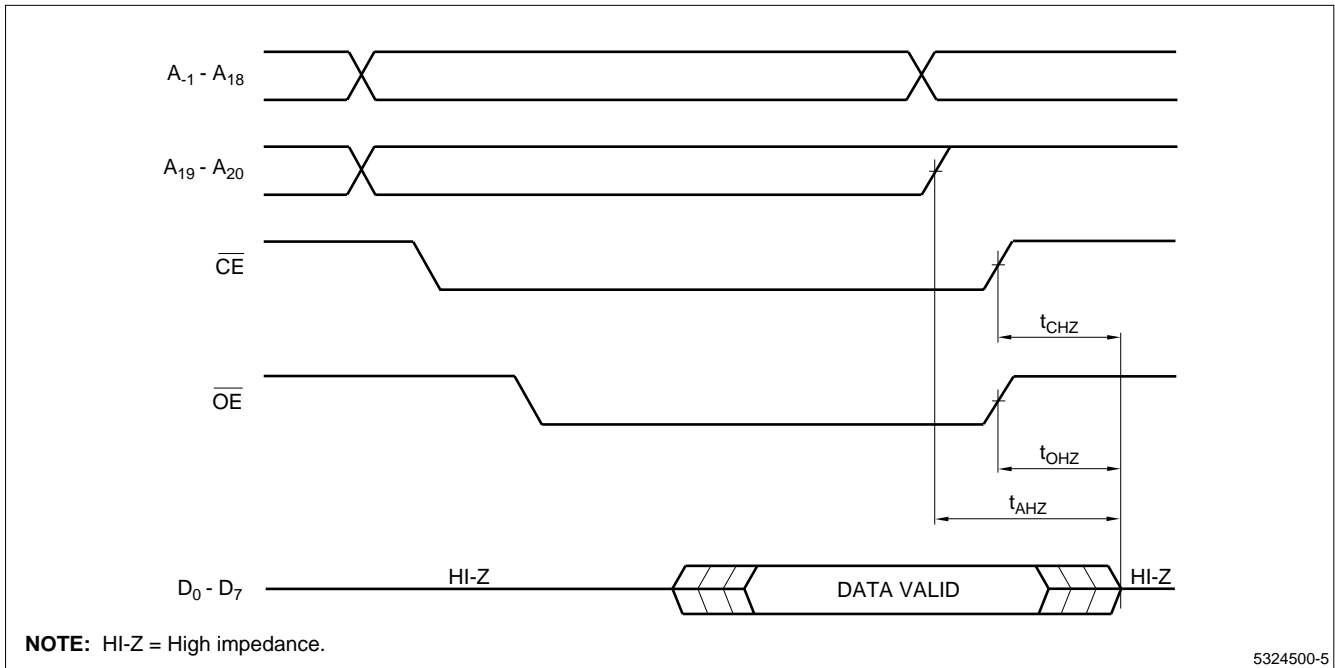 A-1 - A18
A19 - A20
CE
tCHZ
OE
tOHZ
tAHZ
D0 - D7
HI-Z
DATA VALID
HI-Z
NOTE: HI-Z = High impedance.
5324500-5